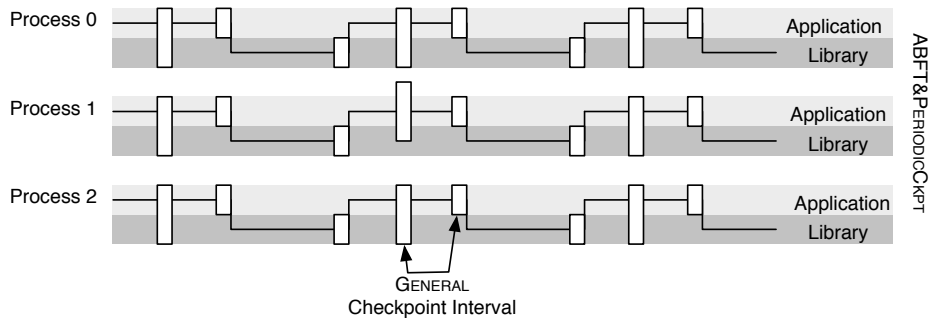 Process 0
Application
Library
Process 1
Application
Library
Process 2
Application
Library
GENERAL
Checkpoint Interval
ABFT&PERIODICCKPT